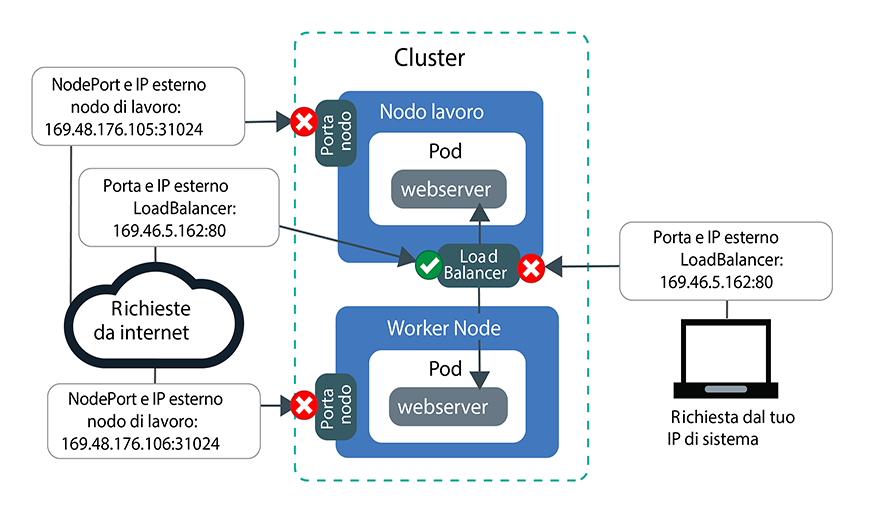 Cluster
NodePort e IP esterno
nodo di lavoro:
169.48.176.105:31024
Porta
nodo
Nodo lavoro
Pod
webserver
Porta e IP esterno
LoadBalancer:
169.46.5.162:80
Load
Balancer
Porta e IP esterno
LoadBalancer:
169.46.5.162:80
Richieste
da internet
Worker Node
Pod
webserver
Porta
nodo
NodePort e IP esterno
nodo di lavoro:
169.48.176.106:31024
Richiesta dal tuo
IP di sistema